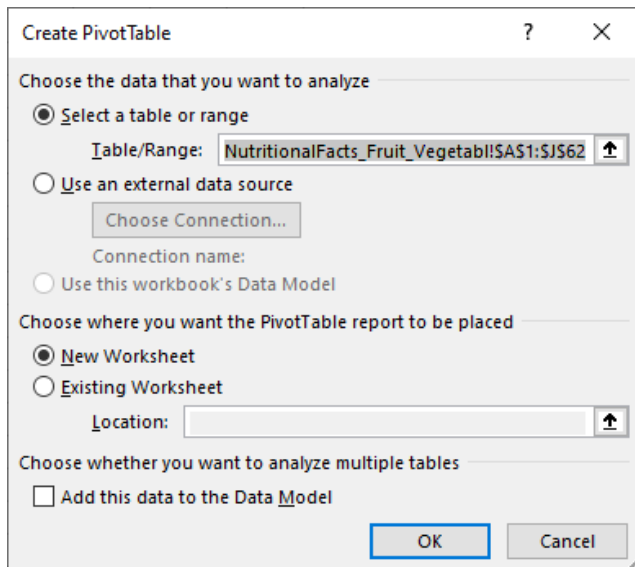 Create PivotTable ?
Choose the data that you want to analyze
Select a table or range
Table/Range: NutritionalFacts_Fruit_Vegetabl!$A$1:$J$62
Use an external data source
Choose Connection...
Connection name:
Use this workbook's Data Model
Choose where you want the PivotTable report to be placed
New Worksheet
Existing Worksheet
Location:
Choose whether you want to analyze multiple tables
Add this data to the Data Model
OK Cancel